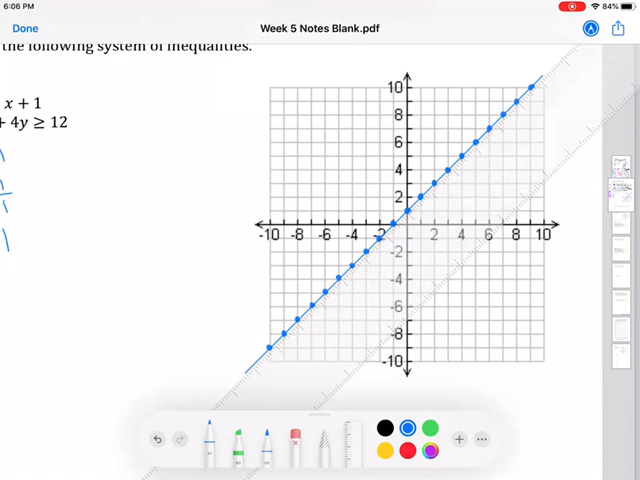 6:06 PM
84%
Done
Week 5 Notes Blank.pdf
the following system of inequalities.
x + 1
+ 4y ≥ 12
10
8
6
4
2
-10 -8 -6 -4 -2 2 4 6 8 10
-2
-4
-6
-8
-10